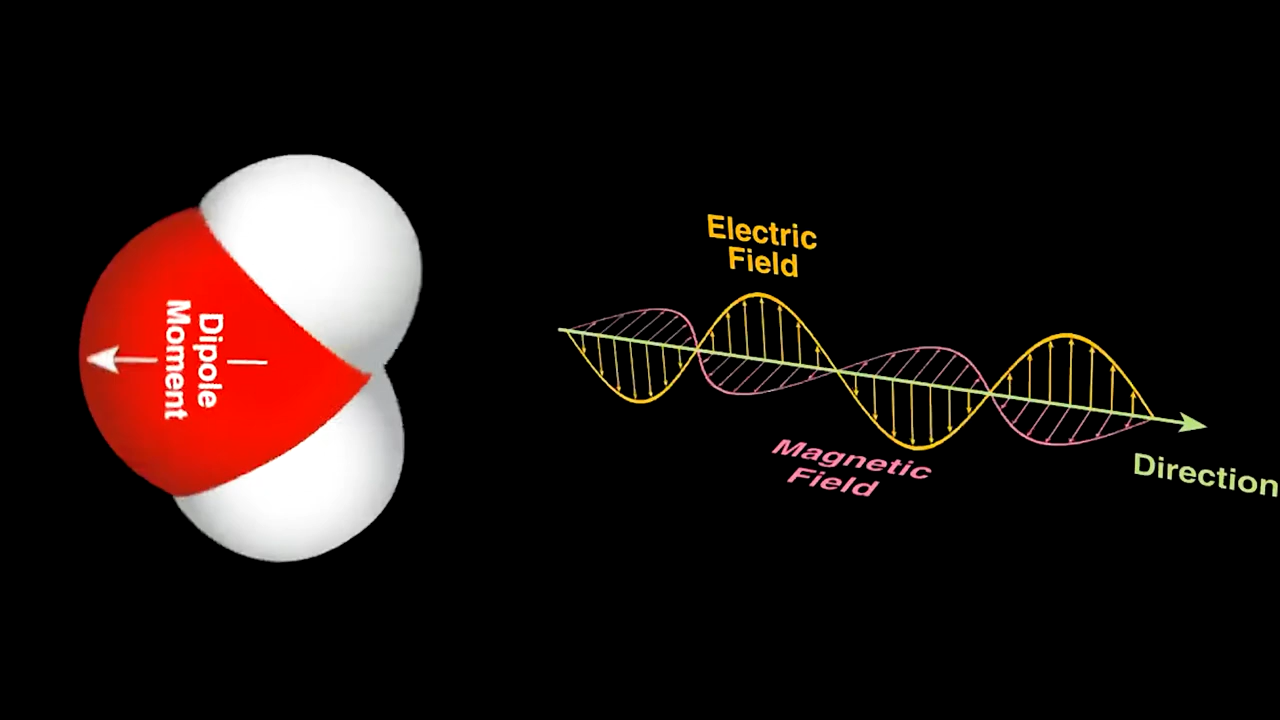 Dipole
Moment
Electric
Field
Magnetic
Field
Direction